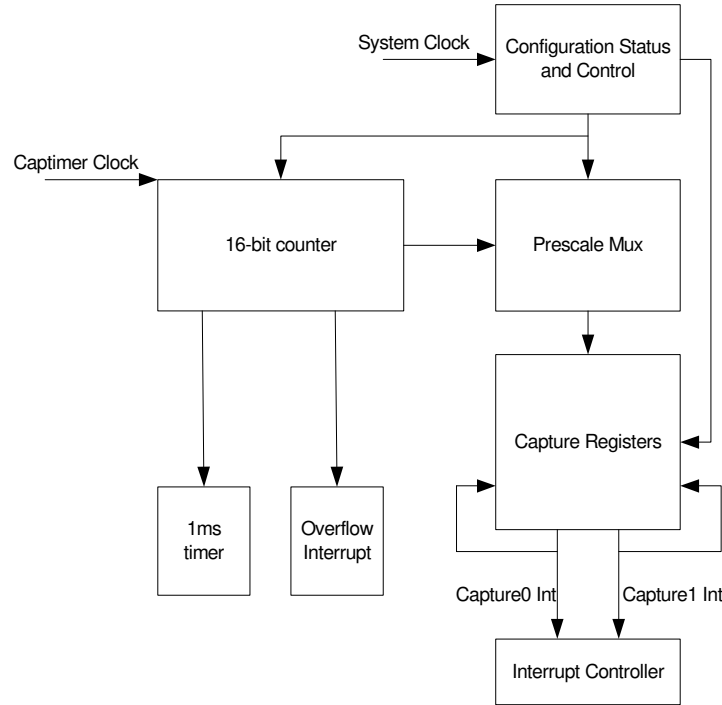 System Clock
Configuration Status
and Control
Captimer Clock
16-bit counter
Prescale Mux
Capture Registers
1ms
timer
Overflow
Interrupt
Capture0 Int
Capture1 Int
Interrupt Controller